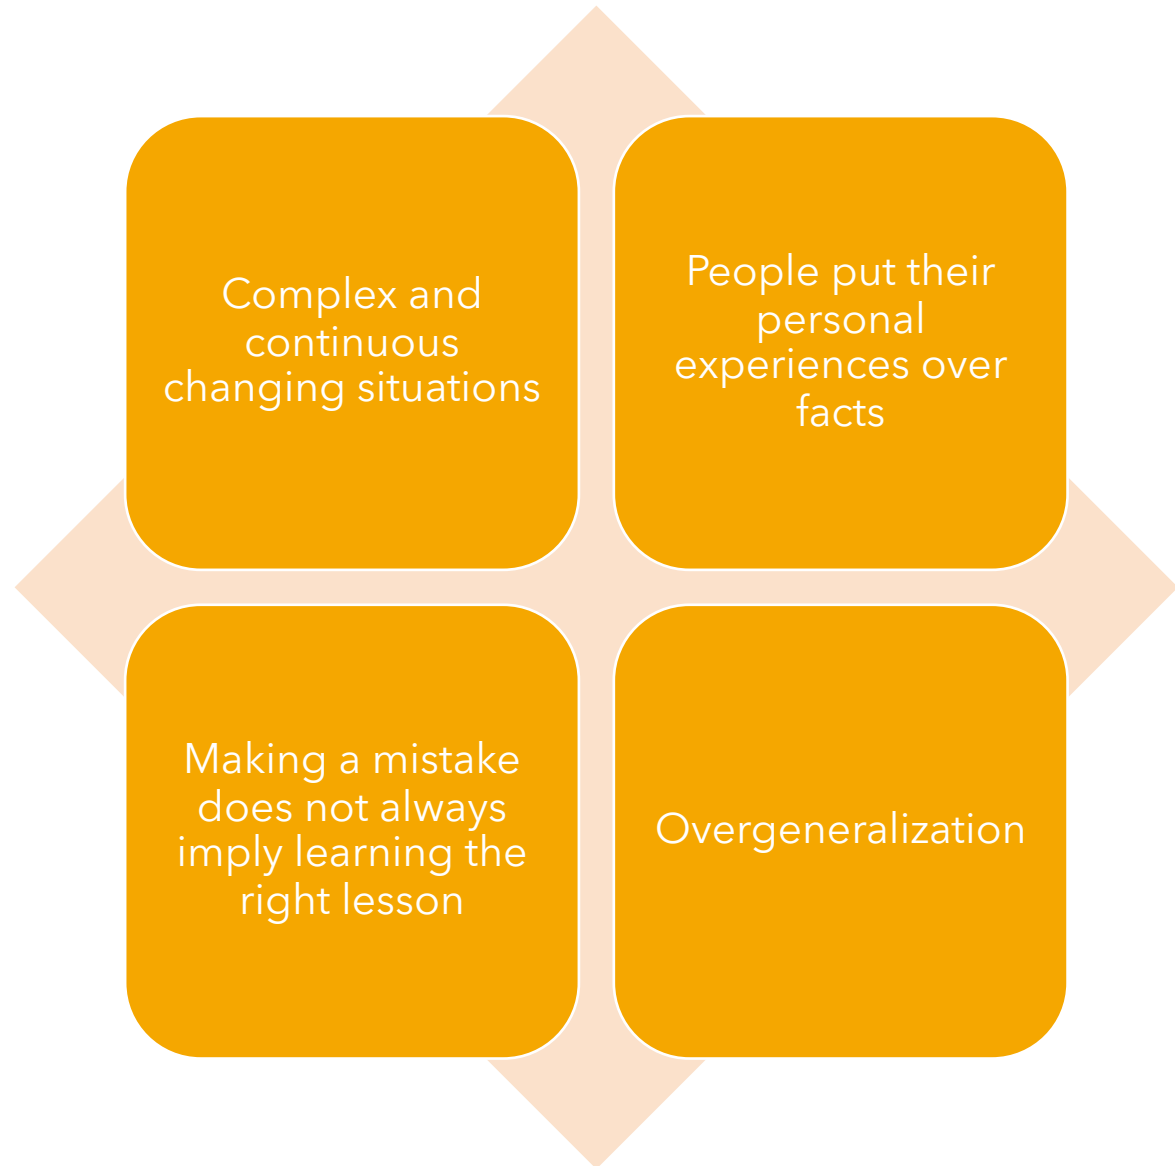 Complex and
continuous
changing situations
People put their
personal
experiences over
facts
Making a mistake
does not always
imply learning the
right lesson
Overgeneralization